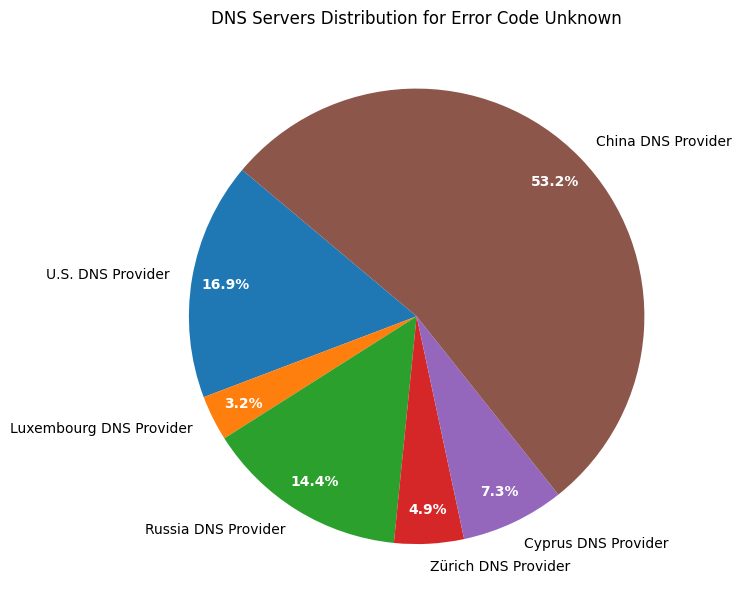 DNS Servers Distribution for Error Code Unknown
China DNS Provider
53.2%
U.S. DNS Provider
16.9%
Luxembourg DNS Provider
3.2%
Russia DNS Provider
14.4%
Zürich DNS Provider
4.9%
Cyprus DNS Provider
7.3%